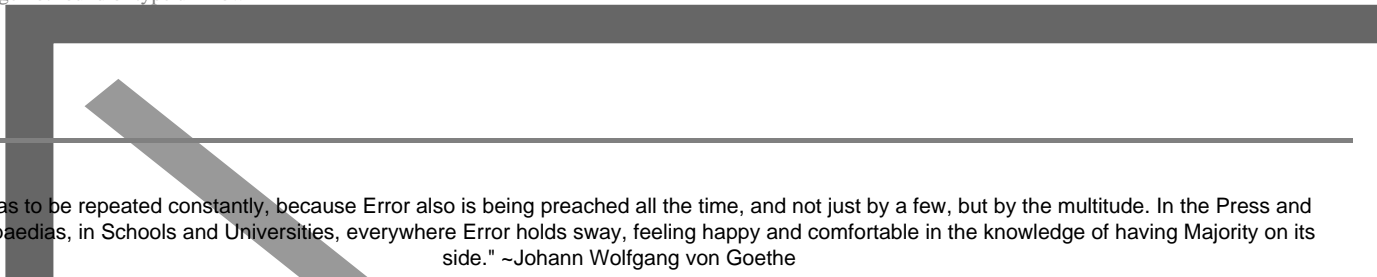 as to be repeated constantly, because Error also is being preached all the time, and not just by a few, but by the multitude. In the Press and
paedias, in Schools and Universities, everywhere Error holds sway, feeling happy and comfortable in the knowledge of having Majority on its
side." ~Johann Wolfgang von Goethe